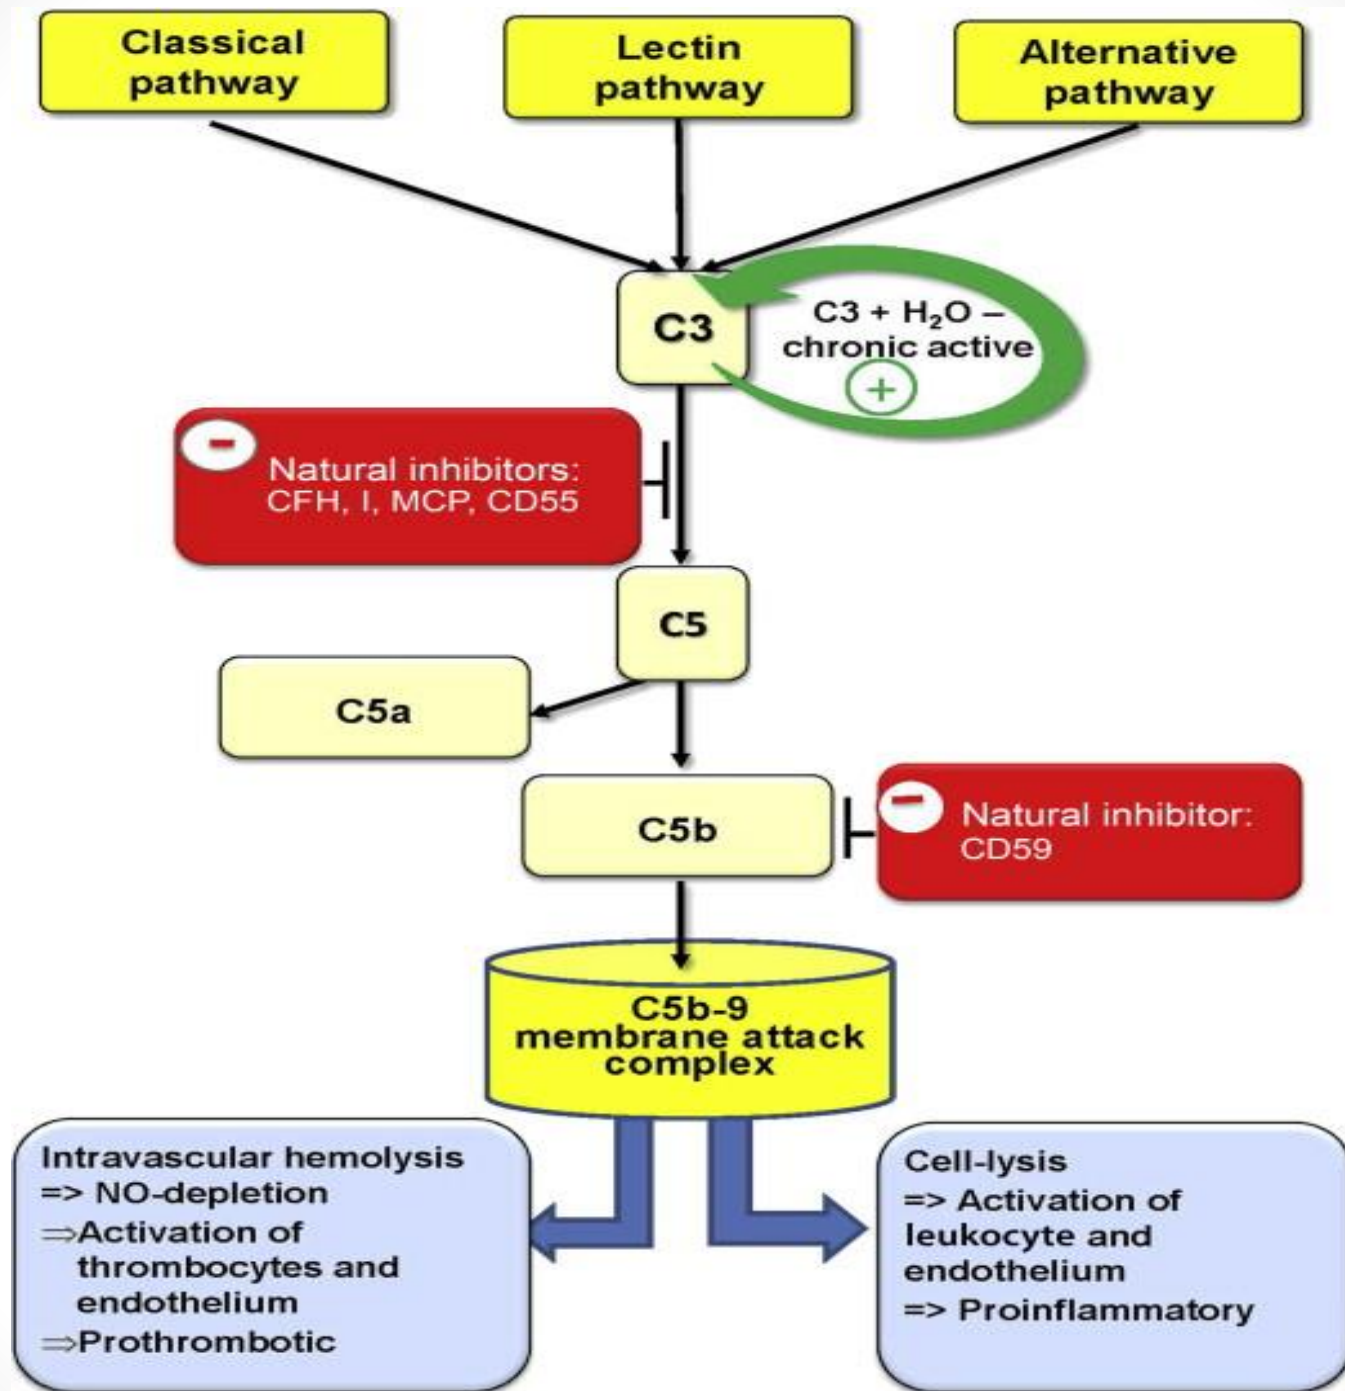 Classical
pathway
Lectin
pathway
Alternative
pathway
C3
C3 + H₂O –
chronic active
+
-
Natural inhibitors:
CFH, I, MCP, CD55
C5
C5a
C5b
-
Natural inhibitor:
CD59
C5b-9
membrane attack
complex
Intravascular hemolysis
=> NO-depletion
⇒Activation of
thrombocytes and
endothelium
⇒Prothrombotic
Cell-lysis
=> Activation of
leukocyte and
endothelium
=> Proinflammatory